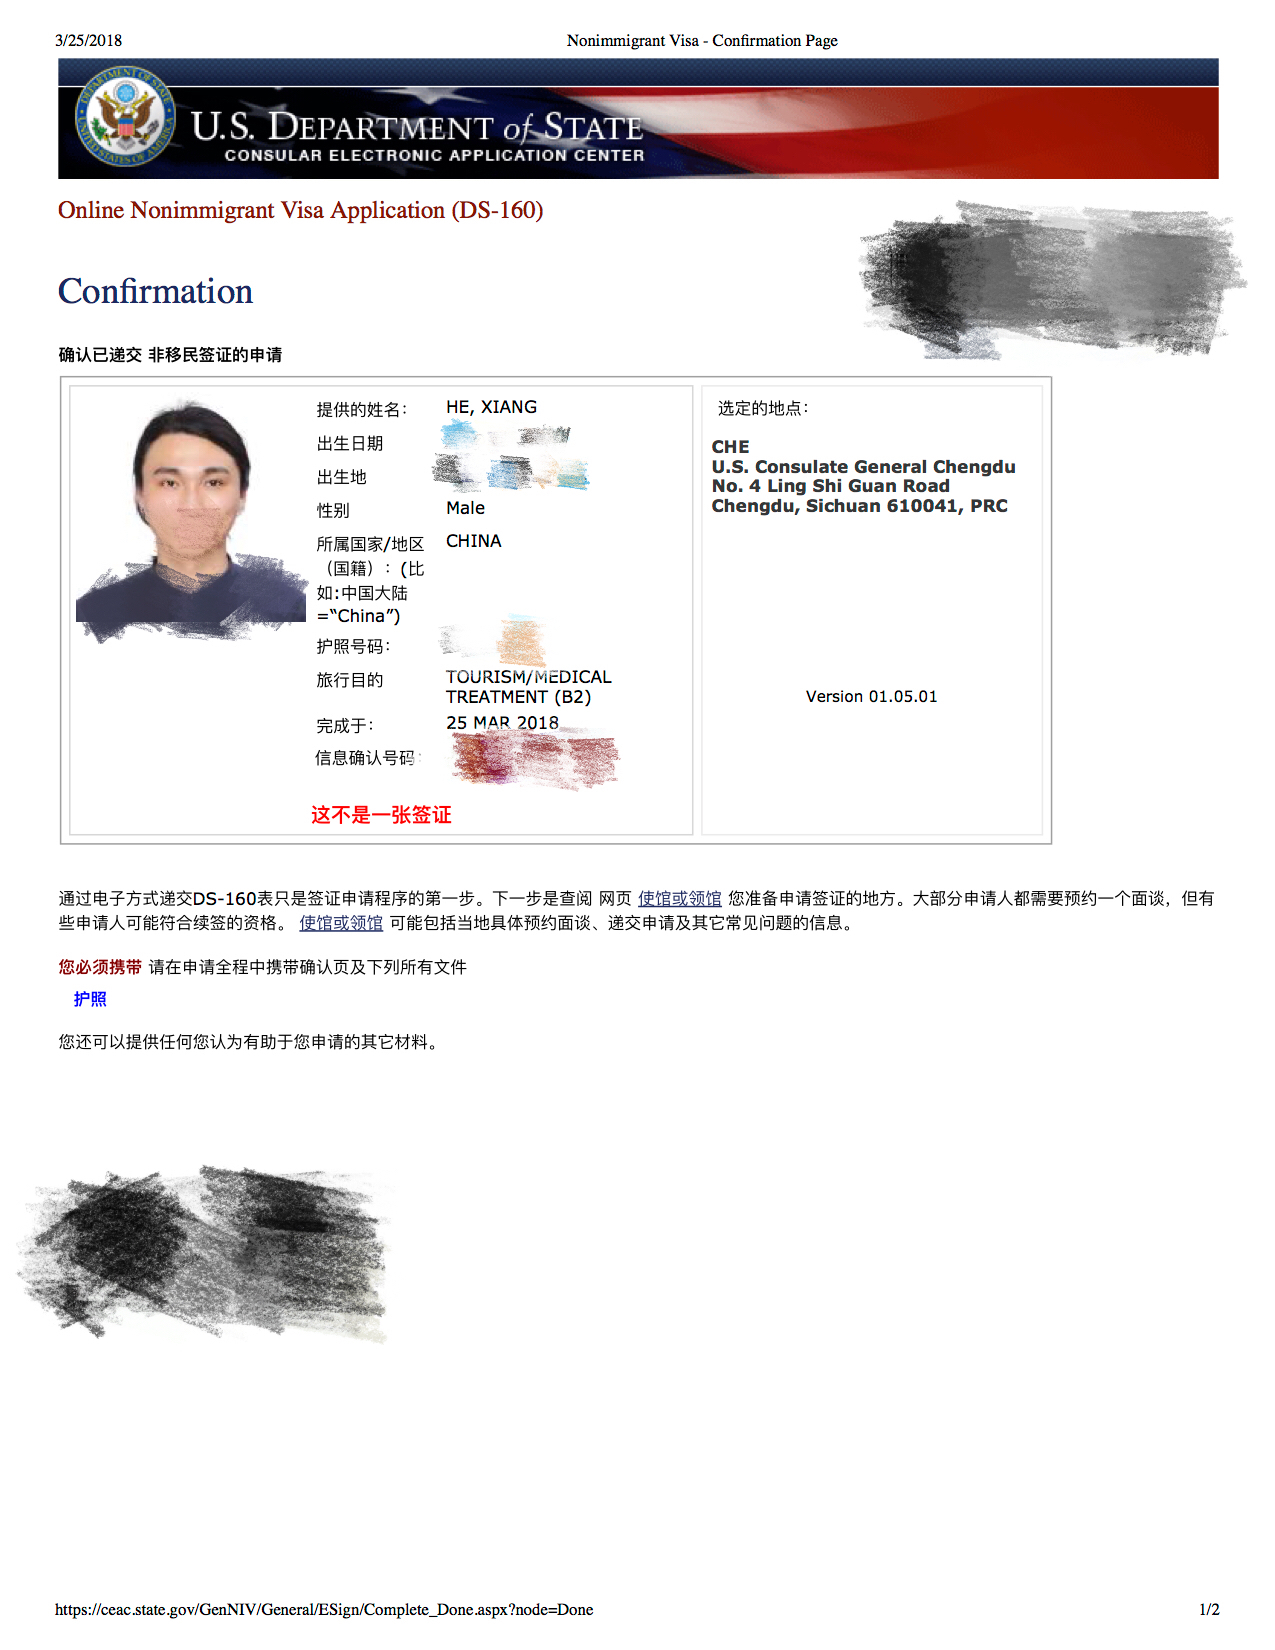 3/25/2018
Nonimmigrant Visa - Confirmation Page
U.S. DEPARTMENT of STATE
CONSULAR ELECTRONIC APPLICATION CENTER
Online Nonimmigrant Visa Application (DS-160)
Confirmation
确认已递交 非移民签证的申请
提供的姓名: HE, XIANG
出生日期
出生地
性别 Male
所属国家/地区 CHINA
（国籍）: (比
如:中国大陆
=“China”)
护照号码:
旅行目的 TOURISM/MEDICAL
TREATMENT (B2)
完成于: 25 MAR 2018
信息确认号码:
这不是一张签证
选定的地点:
CHE
U.S. Consulate General Chengdu
No. 4 Ling Shi Guan Road
Chengdu, Sichuan 610041, PRC
Version 01.05.01
通过电子方式递交DS-160表只是签证申请程序的第一步。下一步是查阅 网页 使馆或领馆 您准备申请签证的地方。大部分申请人都需要预约一个面谈，但有
些申请人可能符合续签的资格。 使馆或领馆 可能包括当地具体预约面谈、递交申请及其它常见问题的信息。
您必须携带 请在申请全程中携带确认页及下列所有文件
护照
您还可以提供任何您认为有助于您申请的其它材料。
https://ceac.state.gov/GenNIV/General/ESign/Complete_Done.aspx?node=Done
1/2